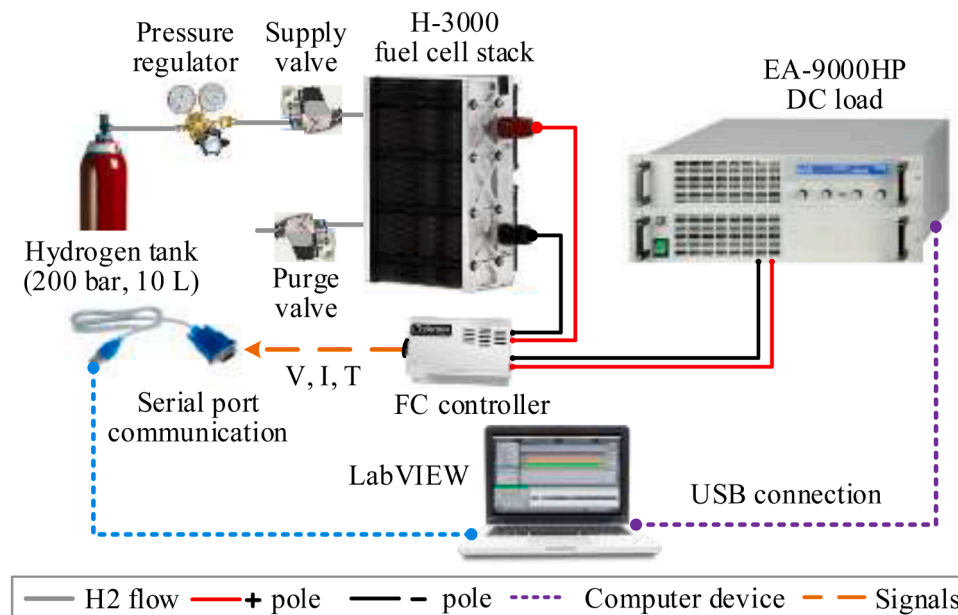 H-3000
fuel cell stack
Pressure
regulator
Supply
valve
EA-9000HP
DC load
Hydrogen tank
(200 bar, 10 L)
Purge
valve
V, I, T
FC controller
Serial port
communication
LabVIEW
USB connection
H2 flow + pole - pole Computer device Signals